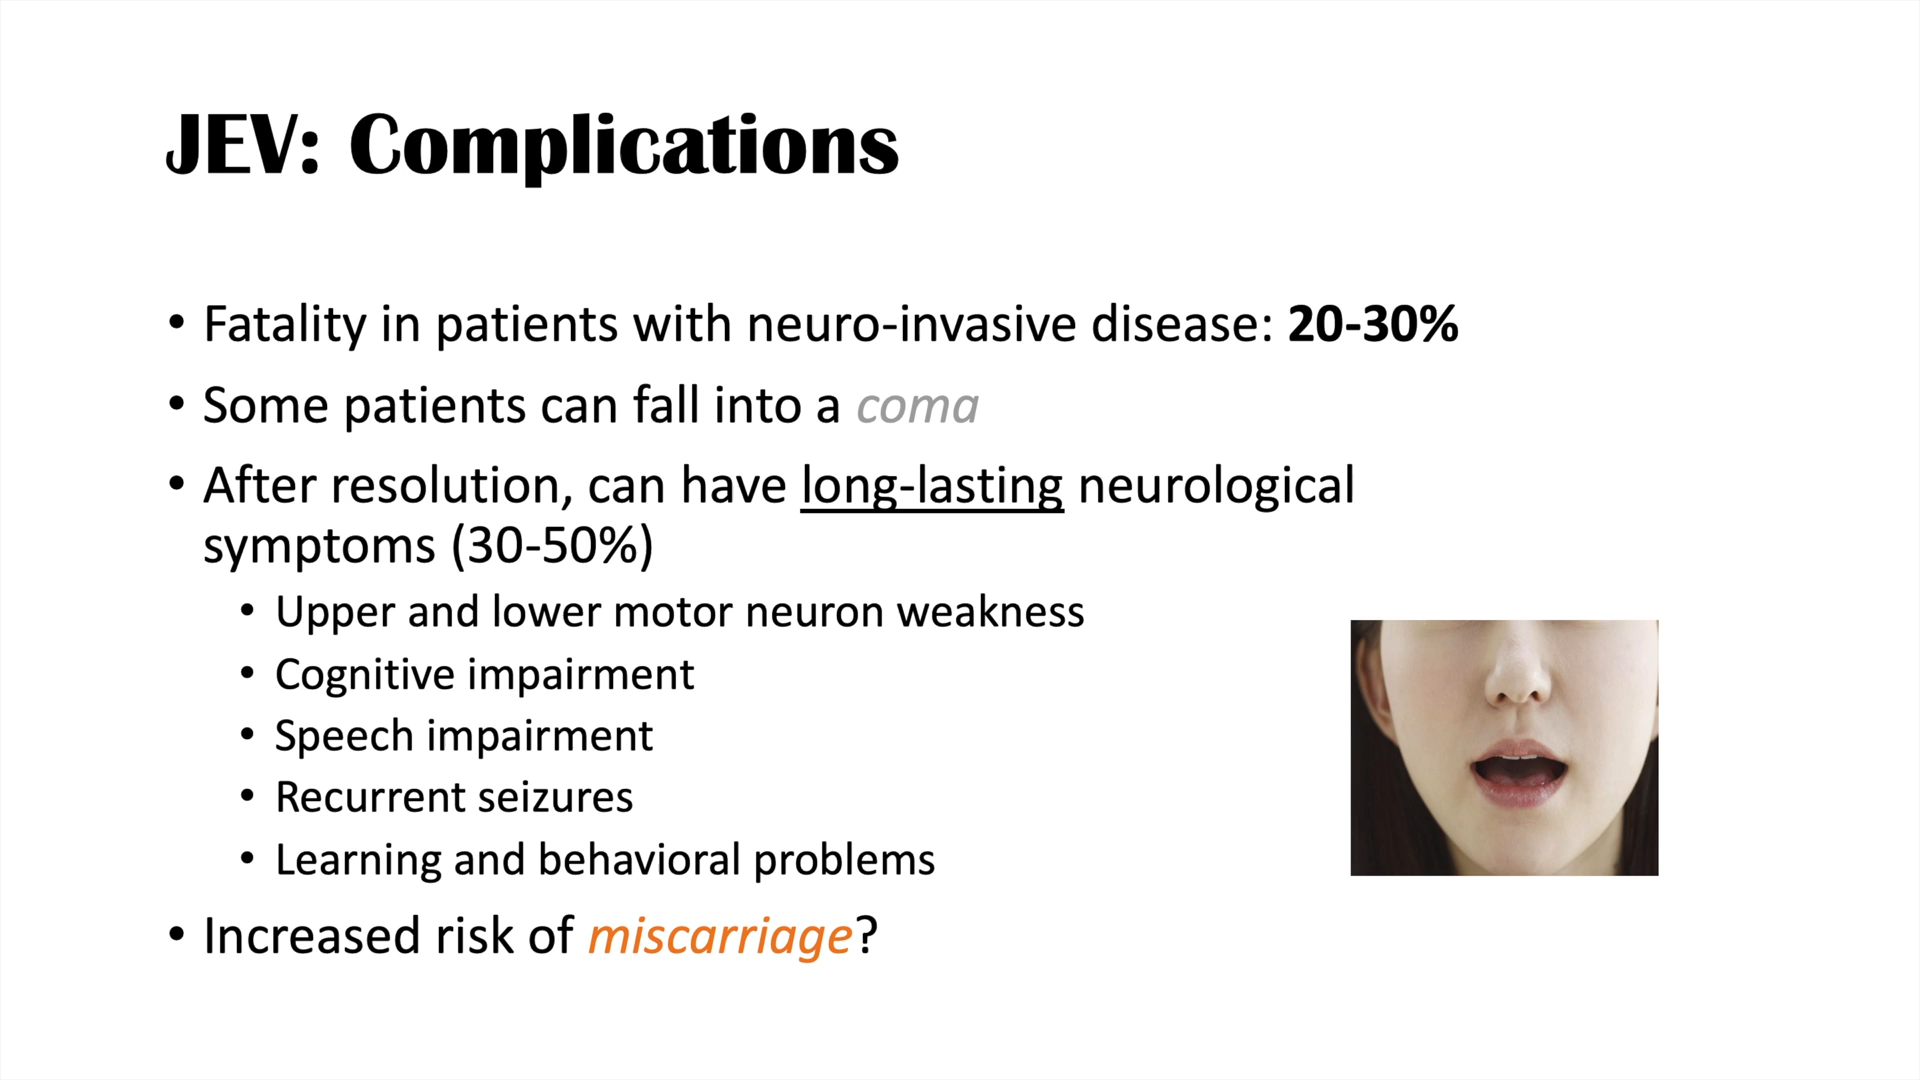 JEV: Complications
• Fatality in patients with neuro-invasive disease: 20-30%
• Some patients can fall into a coma
• After resolution, can have long-lasting neurological
symptoms (30-50%)
• Upper and lower motor neuron weakness
• Cognitive impairment
• Speech impairment
• Recurrent seizures
• Learning and behavioral problems
• Increased risk of miscarriage?